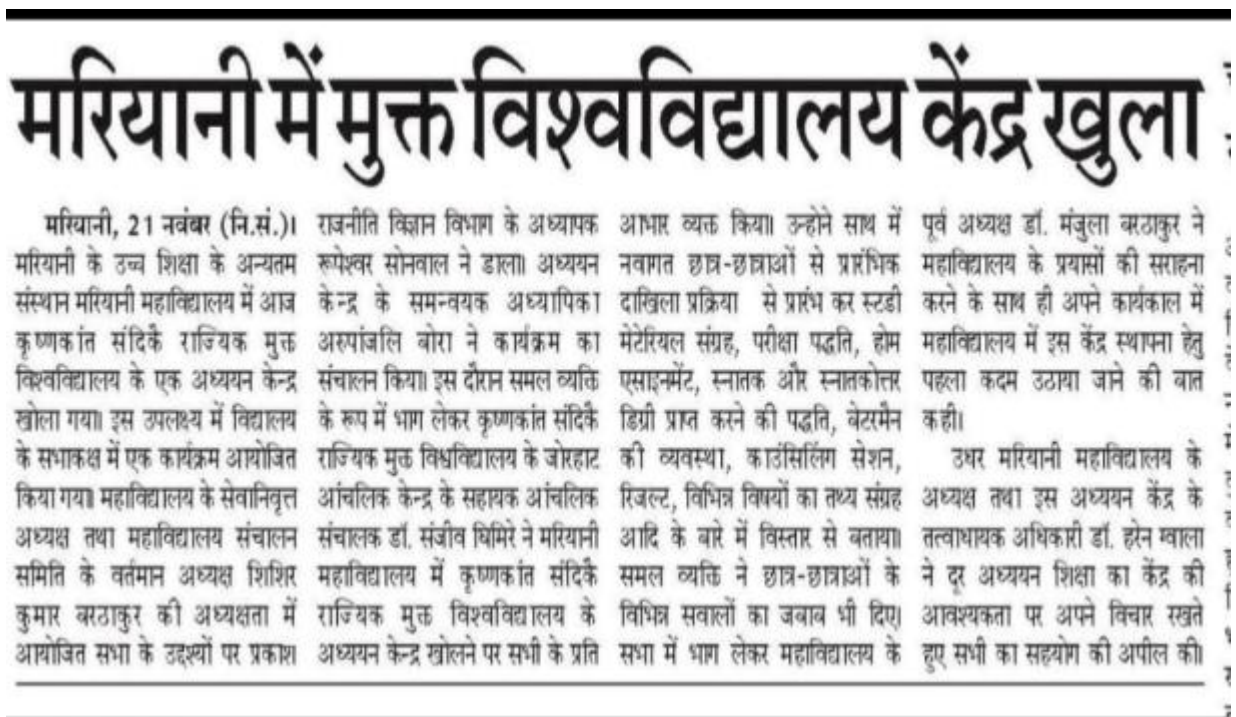 मरियानी में मुक्त विश्वविद्यालय केंद्र खुला
मरियानी, 21 नवंबर (नि.सं.)।
मरियानी के उच्च शिक्षा के अन्यतम
संस्थान मरियानी महाविद्यालय में आज
कृष्णकांत संदिकै राज्यिक मुक्त
विश्वविद्यालय के एक अध्ययन केन्द्र
खोला गया। इस उपलक्ष्य में विद्यालय
के सभाकक्ष में एक कार्यक्रम आयोजित
किया गया। महाविद्यालय के सेवानिवृत्त
अध्यक्ष तथा महाविद्यालय संचालन
समिति के वर्तमान अध्यक्ष शिशिर
कुमार बरठाकुर की अध्यक्षता में
आयोजित सभा के उद्दश्यों पर प्रकाश
राजनीति विज्ञान विभाग के अध्यापक
रूपेश्वर सोनवाल ने डाला। अध्ययन
केन्द्र के समन्वयक अध्यापिका
अरुपांजलि बोरा ने कार्यक्रम का
संचालन किया। इस दौरान समल व्यक्ति
के रूप में भाग लेकर कृष्णकांत संदिकै
राज्यिक मुक्त विश्वविद्यालय के जोरहाट
आंचलिक केन्द्र के सहायक आंचलिक
संचालक डॉ. संजीव घिमिरे ने मरियानी
महाविद्यालय में कृष्णकांत संदिकै
राज्यिक मुक्त विश्वविद्यालय के
अध्ययन केन्द्र खोलने पर सभी के प्रति
आभार व्यक्त किया। उन्होने साथ में
नवागत छात्र-छात्राओं से प्रारंभिक
दाखिला प्रक्रिया से प्रारंभ कर स्टडी
मेटेरियल संग्रह, परीक्षा पद्धति, होम
एसाइनमेंट, स्नातक और स्नातकोत्तर
डिग्री प्राप्त करने की पद्धति, बेटरमैन
की व्यवस्था, काउंसिलिंग सेशन,
रिजल्ट, विभिन्न विषयों का तथ्य संग्रह
आदि के बारे में विस्तार से बताया।
समल व्यक्ति ने छात्र-छात्राओं के
विभिन्न सवालों का जबाब भी दिए।
सभा में भाग लेकर महाविद्यालय के
पूर्व अध्यक्ष डॉ. मंजुला बरठाकुर ने
महाविद्यालय के प्रयासों की सराहना
करने के साथ ही अपने कार्यकाल में
महाविद्यालय में इस केंद्र स्थापना हेतु
पहला कदम उठाया जाने की बात
कही।
उधर मरियानी महाविद्यालय के
अध्यक्ष तथा इस अध्ययन केंद्र के
तत्वाधायक अधिकारी डॉ. हरेन ग्वाला
ने दूर अध्ययन शिक्षा का केंद्र की
आवश्यकता पर अपने विचार रखते
हुए सभी का सहयोग की अपील की।